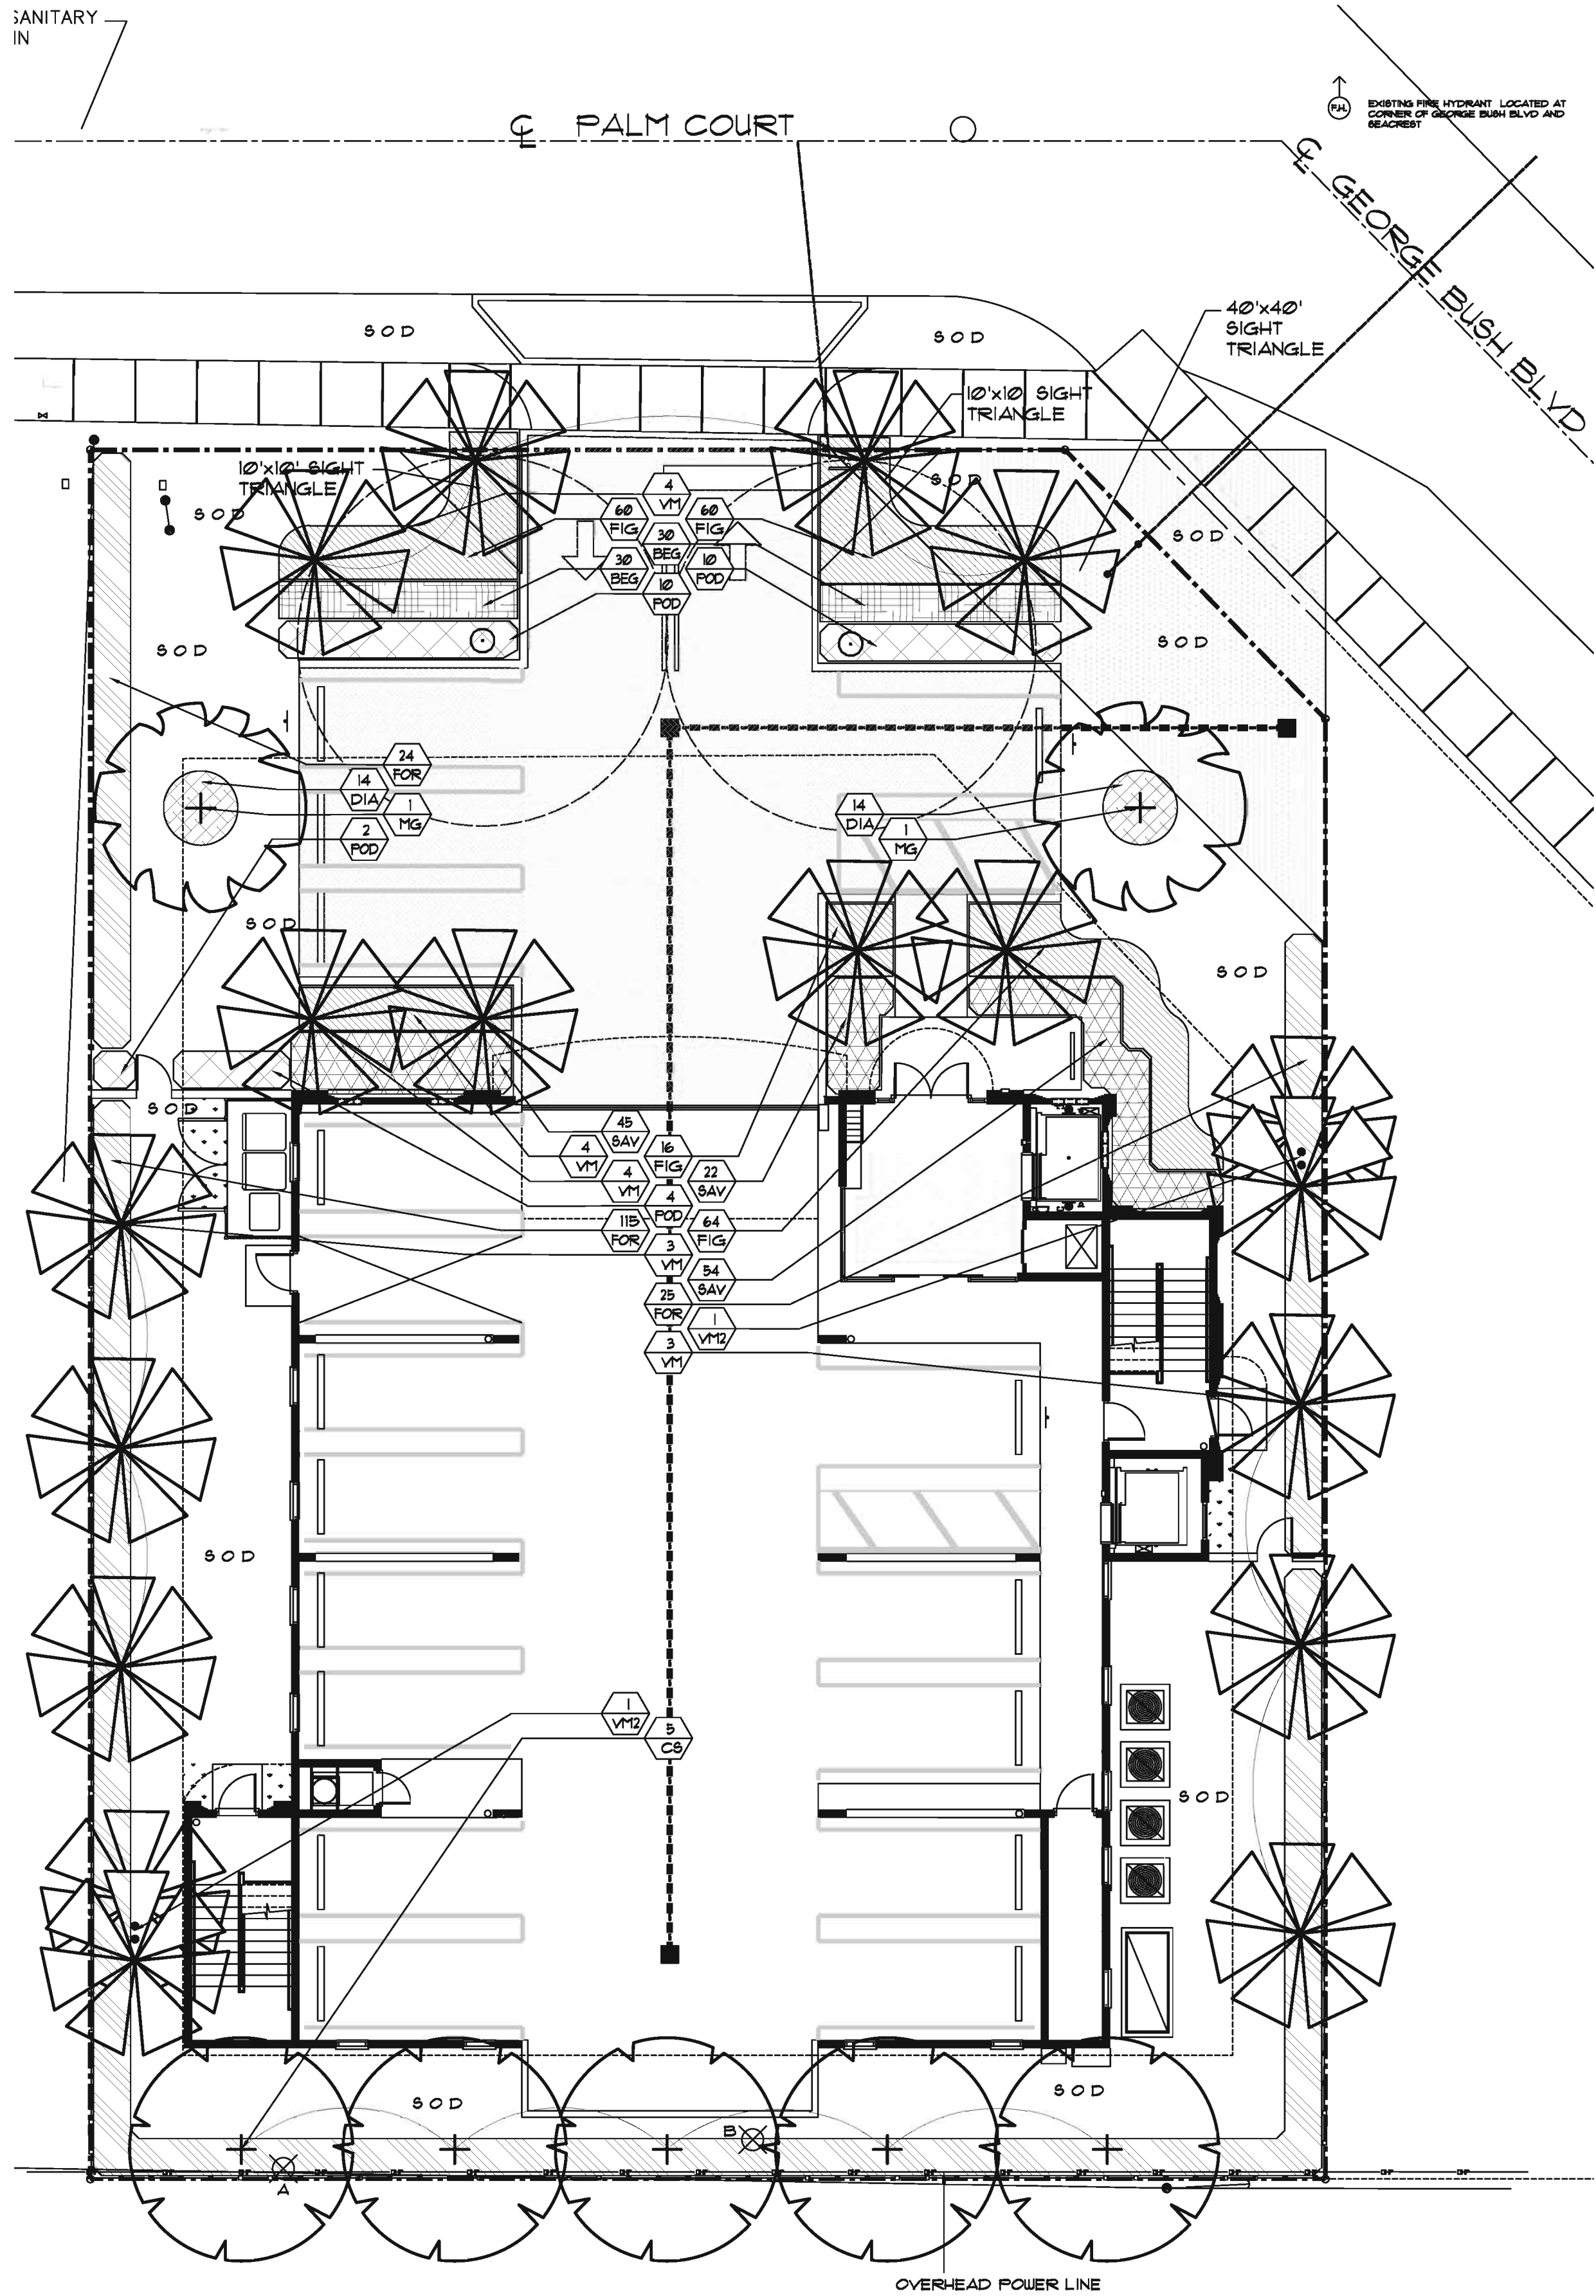 SANITARY
IN
℄ PALM COURT
F.H.
EXISTING FIRE HYDRANT LOCATED AT
CORNER OF GEORGE BUSH BLVD AND
SEACREST
℄ GEORGE BUSH BLVD
40'x40'
SIGHT
TRIANGLE
SOD
SOD
10'x10' SIGHT
TRIANGLE
10'x10' SIGHT
TRIANGLE
SOD
SOD
SOD
4
VM
60
FIG
60
FIG
30
BEG
30
BEG
10
POD
10
POD
SOD
SOD
24
FOR
14
DIA
1
MG
2
POD
14
DIA
1
MG
SOD
SOD
SOD
45
SAV
4
VM
16
FIG
4
VM
22
SAV
4
POD
115
FOR
64
FIG
3
VM
54
SAV
25
FOR
1
VM2
3
VM
SOD
1
VM2
5
CS
SOD
SOD
SOD
B
A
OVERHEAD POWER LINE